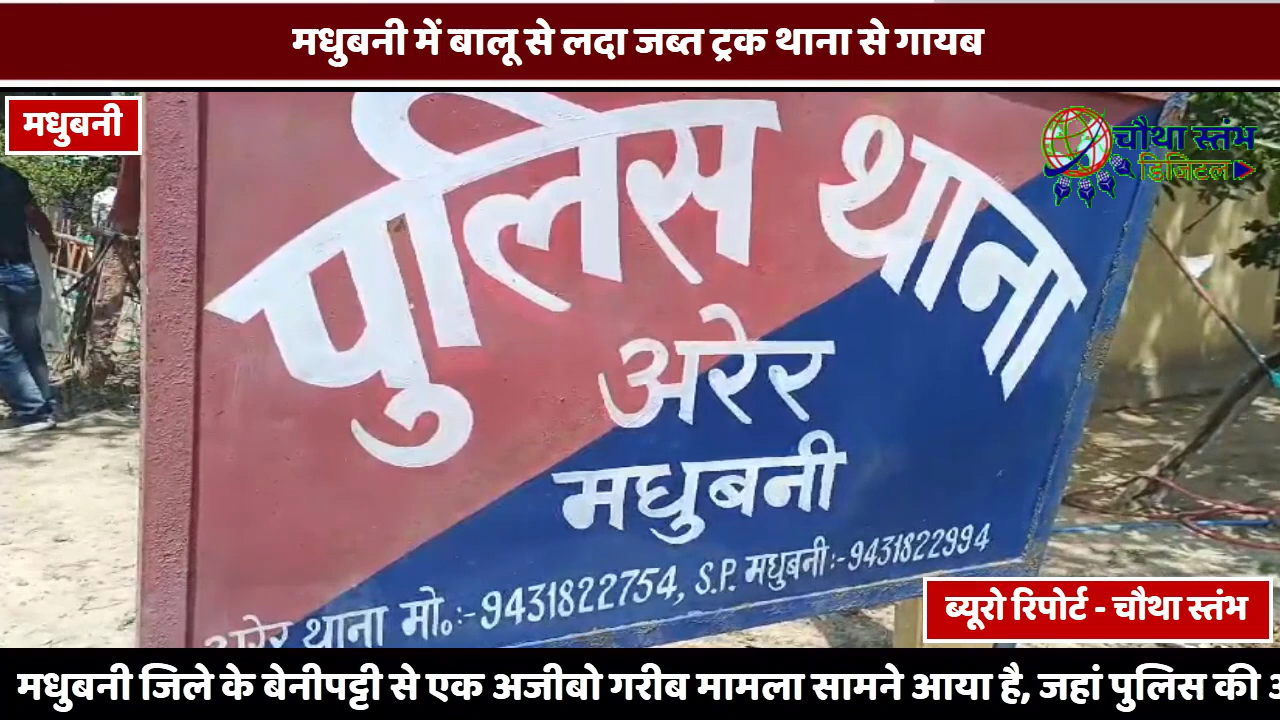 मधुबनी में बालू से लदा जब्त ट्रक थाना से गायब
मधुबनी
चौथा स्तंभ
डिजिटल
पुलिस थाना
अरेर
मधुबनी
अरेर थाना मो॰:-9431822754, S.P. मधुबनी:-9431822994
ब्यूरो रिपोर्ट - चौथा स्तंभ
मधुबनी जिले के बेनीपट्टी से एक अजीबो गरीब मामला सामने आया है, जहां पुलिस की